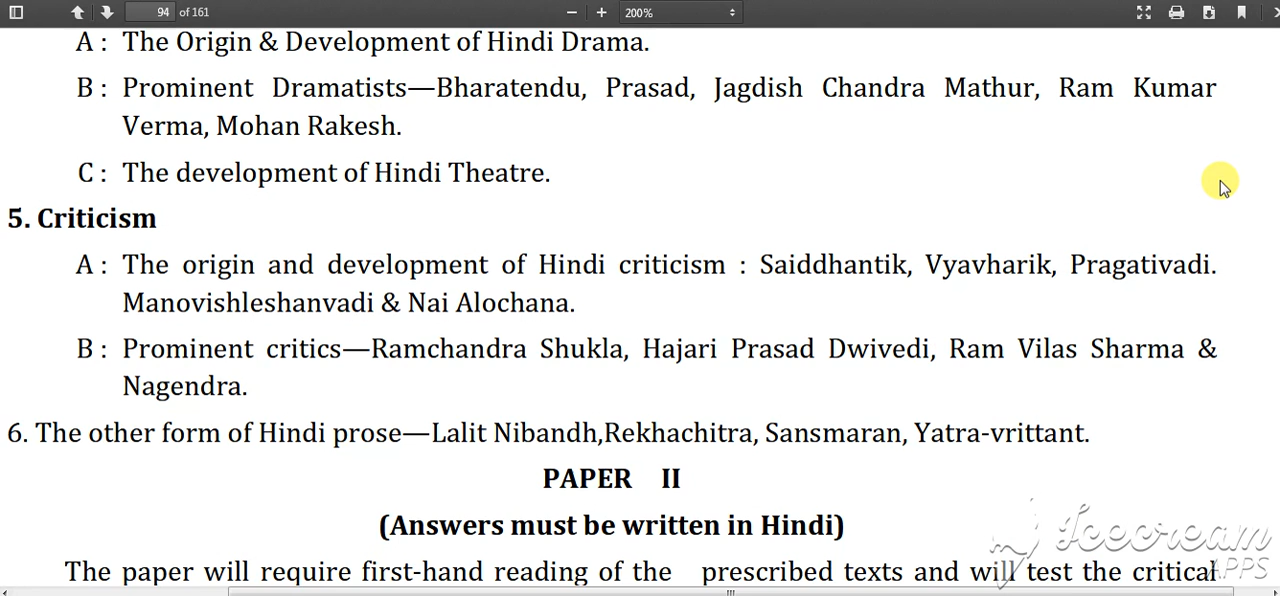 94 of 161
200%
A : The Origin & Development of Hindi Drama.
B : Prominent Dramatists—Bharatendu, Prasad, Jagdish Chandra Mathur, Ram Kumar
Verma, Mohan Rakesh.
C : The development of Hindi Theatre.
5. Criticism
A : The origin and development of Hindi criticism : Saiddhantik, Vyavharik, Pragativadi.
Manovishleshanvadi & Nai Alochana.
B : Prominent critics—Ramchandra Shukla, Hajari Prasad Dwivedi, Ram Vilas Sharma &
Nagendra.
6. The other form of Hindi prose—Lalit Nibandh,Rekhachitra, Sansmaran, Yatra-vrittant.
PAPER II
(Answers must be written in Hindi)
The paper will require first-hand reading of the prescribed texts and will test the critical
Icecream
APPS